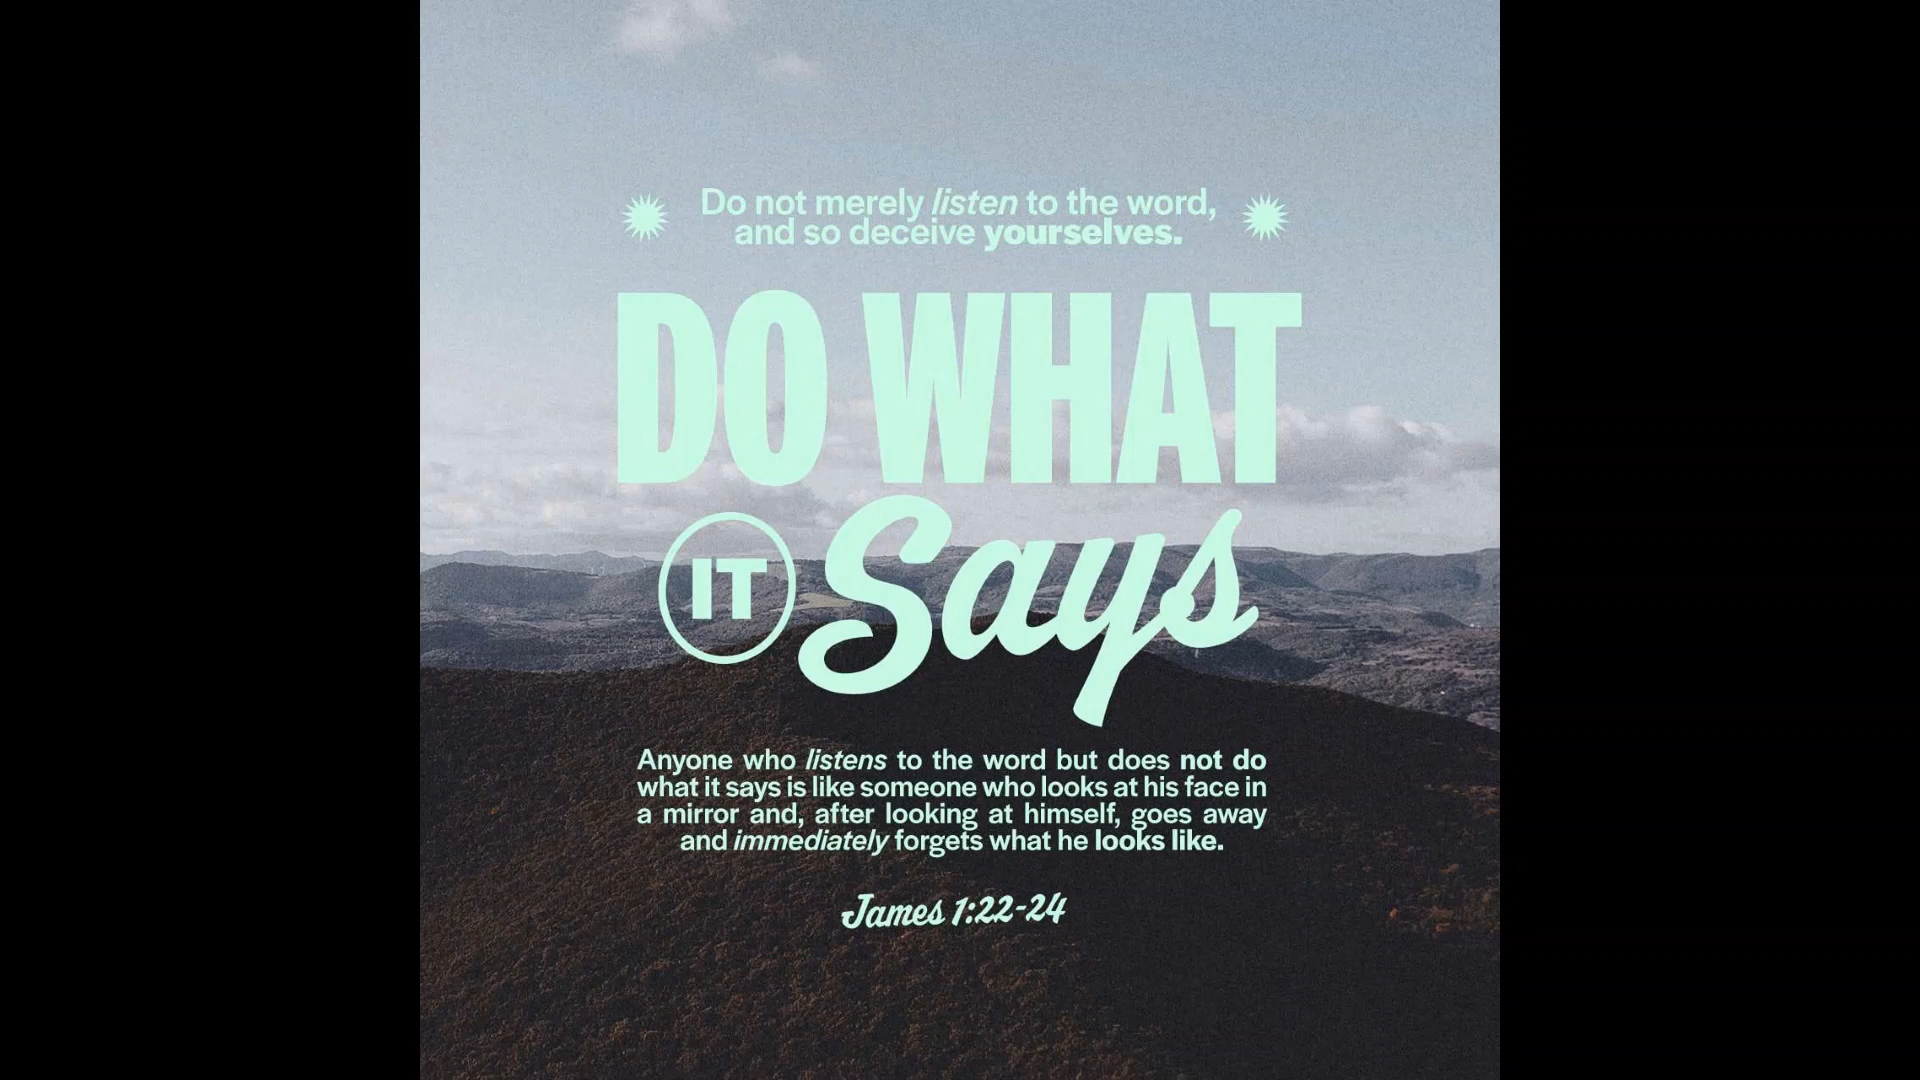 Do not merely listen to the word,
and so deceive yourselves.
DO WHAT
IT Says
Anyone who listens to the word but does not do
what it says is like someone who looks at his face in
a mirror and, after looking at himself, goes away
and immediately forgets what he looks like.
James 1:22-24